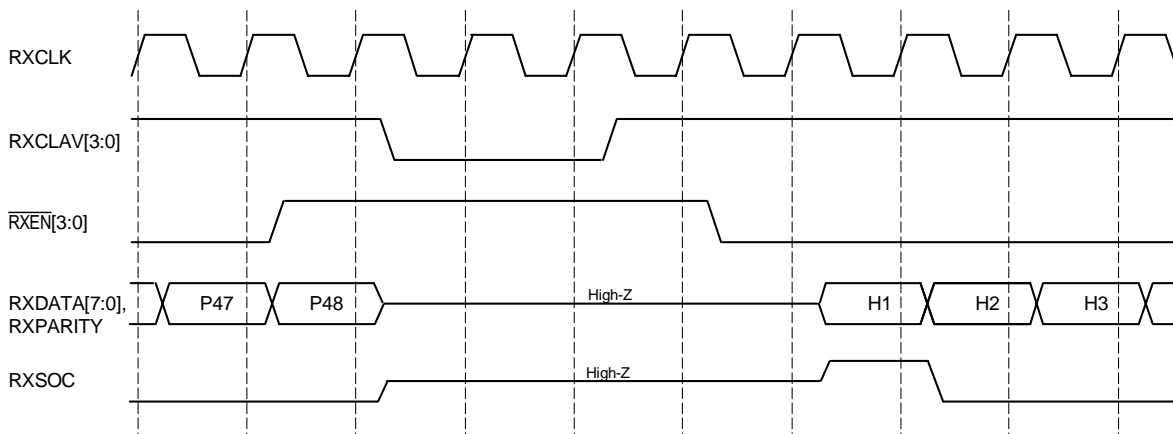 RXCLK
RXCLAV[3:0]
RXEN[3:0]
RXDATA[7:0],
RXPARITY
P47
P48
High-Z
H1
H2
H3
RXSOC
High-Z